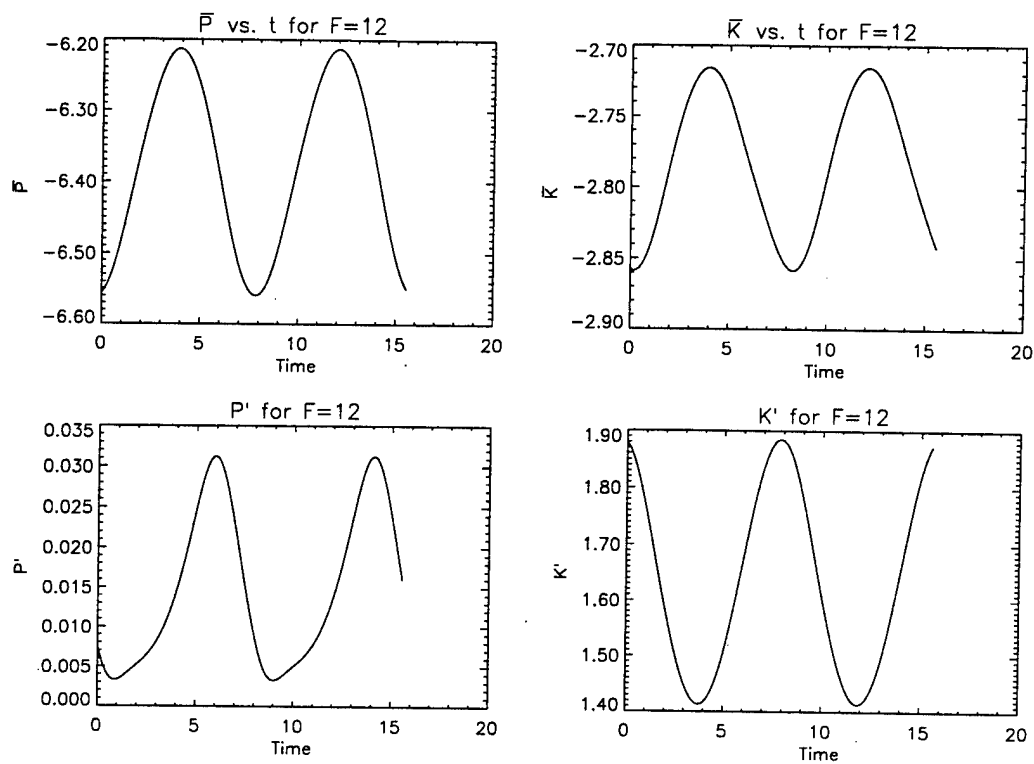 P̅ vs. t for F=12
−6.20
−6.30
−6.40
−6.50
−6.60
P̅
0 5 10 15 20
Time
K̅ vs. t for F=12
−2.70
−2.75
−2.80
−2.85
−2.90
K̅
0 5 10 15 20
Time
P' for F=12
0.035
0.030
0.025
0.020
0.015
0.010
0.005
0.000
P'
0 5 10 15 20
Time
K' for F=12
1.90
1.80
1.70
1.60
1.50
1.40
K'
0 5 10 15 20
Time